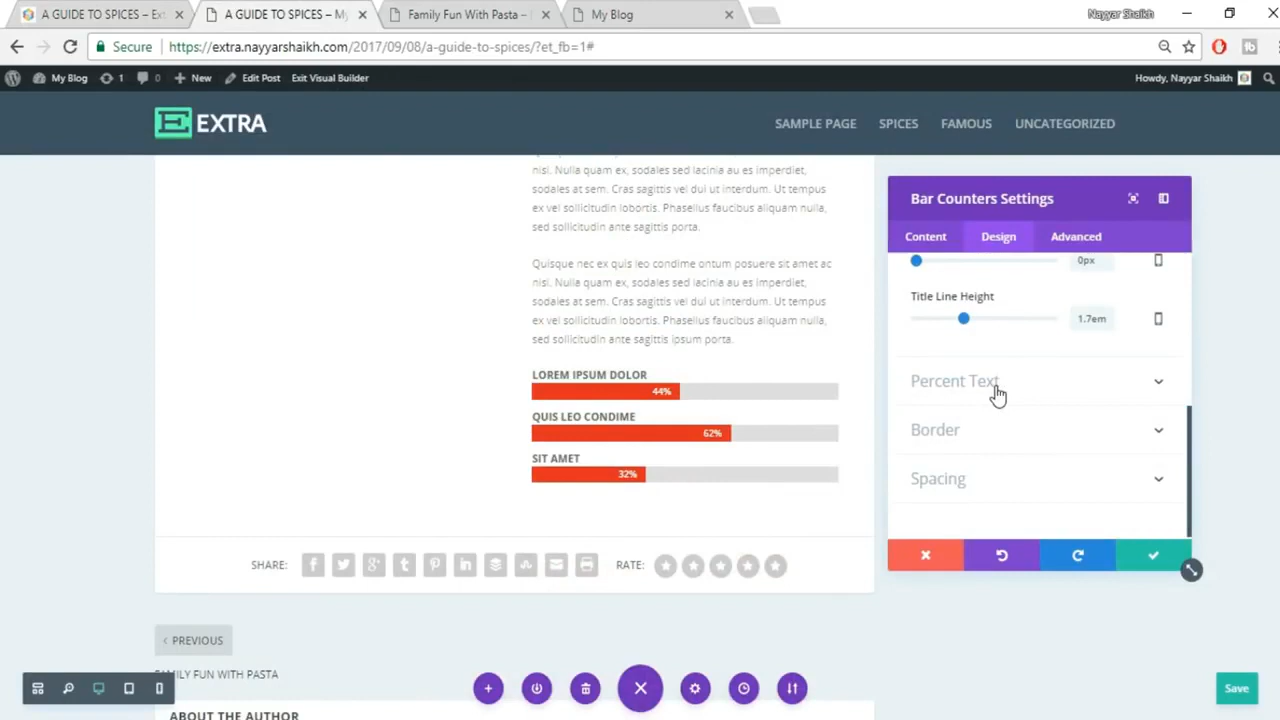 A GUIDE TO SPICES – Ex
A GUIDE TO SPICES – My
Family Fun With Pasta –
My Blog
Nayyar Shaikh
Secure
https://extra.nayyarshaikh.com/2017/09/08/a-guide-to-spices/?et_fb=1#
My Blog
1
0
New
Edit Post
Exit Visual Builder
Howdy, Nayyar Shaikh
EXTRA
SAMPLE PAGE
SPICES
FAMOUS
UNCATEGORIZED
nisl. Nulla quam ex, sodales sed lacinia au es imperdiet,
sodales at sem. Cras sagittis vel dui ut interdum. Ut tempus
ex vel sollicitudin lobortis. Phasellus faucibus aliquam nulla,
sed sollicitudin ante sagittis porta.
Quisque nec ex quis leo condime ontum posuere sit amet ac
nisl. Nulla quam ex, sodales sed lacinia au es imperdiet,
sodales at sem. Cras sagittis vel dui ut interdum. Ut tempus
ex vel sollicitudin lobortis. Phasellus faucibus aliquam nulla,
sodales sollicitudin ante sagittis ipsum porta.
LOREM IPSUM DOLOR
44%
QUIS LEO CONDIME
62%
SIT AMET
32%
SHARE:
RATE:
PREVIOUS
FAMILY FUN WITH PASTA
ABOUT THE AUTHOR
Bar Counters Settings
Content
Design
Advanced
0px
Title Line Height
1.7em
Percent Text
Border
Spacing
Save